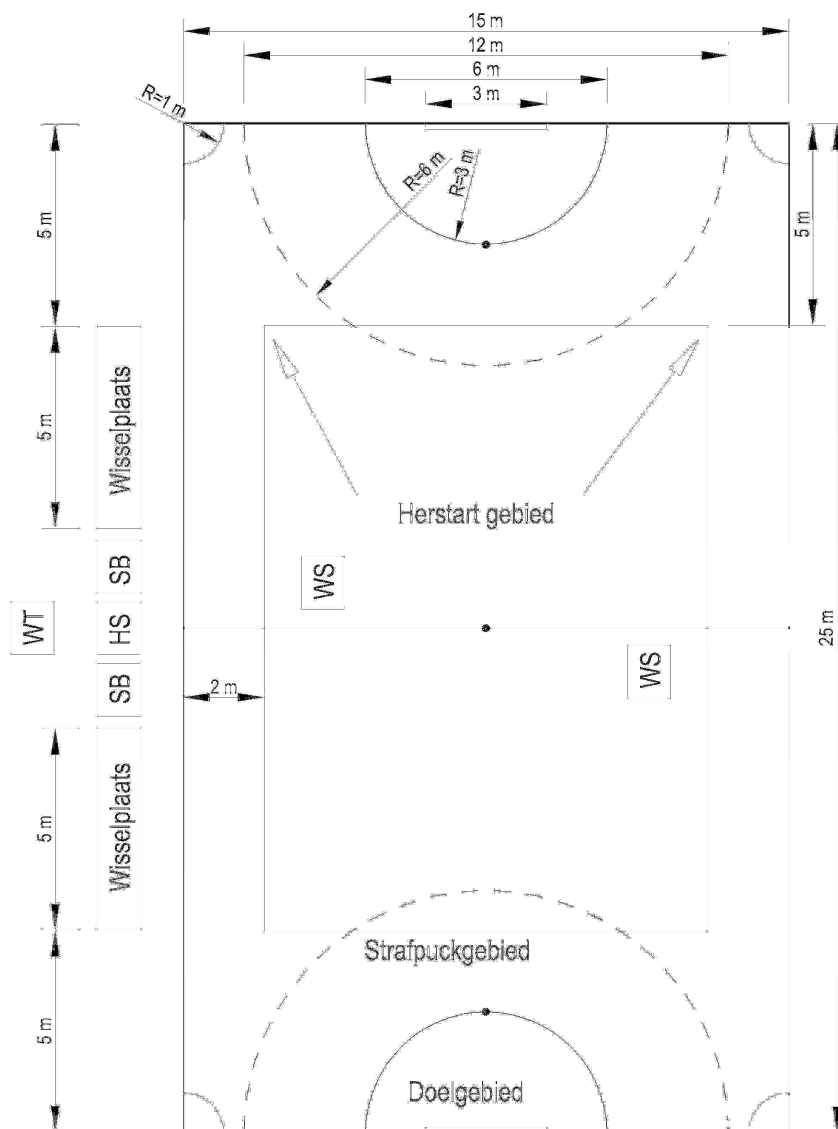 15 m
12 m
6 m
3 m
R=1 m
R=6 m
R=3 m
5 m
5 m
5 m
Wisselplaats
Herstart gebied
SB
WS
WT
HS
25 m
SB
WS
2 m
5 m
Wisselplaats
Strafpuckgebied
5 m
Doelgebied